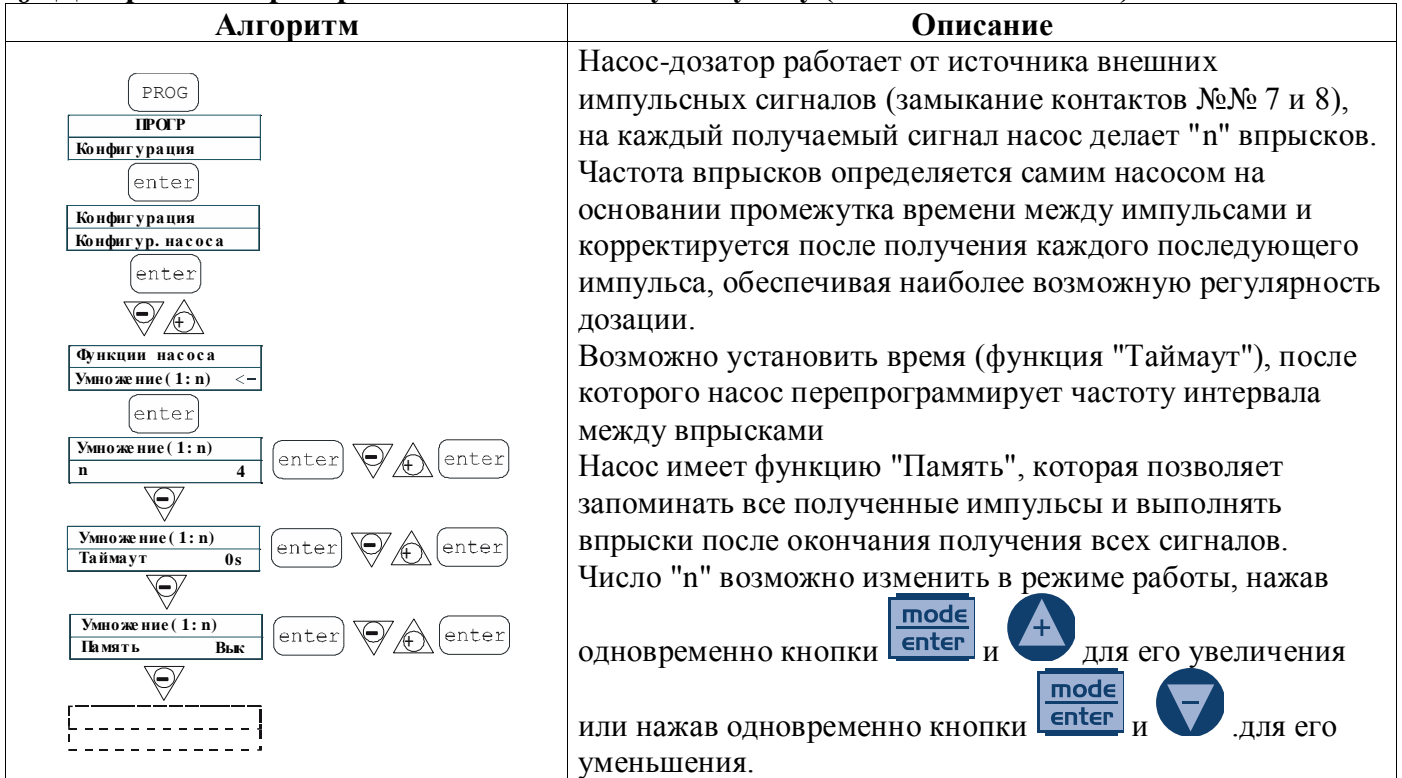 Алгоритм
Описание
PROG
ПРОГР
Конфигурация
enter
Конфигурация
Конфигур. насоса
enter
- +
Функции насоса
Умножение(1:n) <-
enter
Умножение(1:n)
n 4
enter - + enter
-
Умножение(1:n)
Таймаут 0s
enter - + enter
-
Умножение(1:n)
Память Вык
enter - + enter
-
Насос-дозатор работает от источника внешних
импульсных сигналов (замыкание контактов №№ 7 и 8),
на каждый получаемый сигнал насос делает "n" впрысков.
Частота впрысков определяется самим насосом на
основании промежутка времени между импульсами и
корректируется после получения каждого последующего
импульса, обеспечивая наиболее возможную регулярность
дозации.
Возможно установить время (функция "Таймаут"), после
которого насос перепрограммирует частоту интервала
между впрысками
Насос имеет функцию "Память", которая позволяет
запоминать все полученные импульсы и выполнять
впрыски после окончания получения всех сигналов.
Число "n" возможно изменить в режиме работы, нажав
одновременно кнопки mode enter и + для его увеличения
или нажав одновременно кнопки mode enter и - .для его
уменьшения.